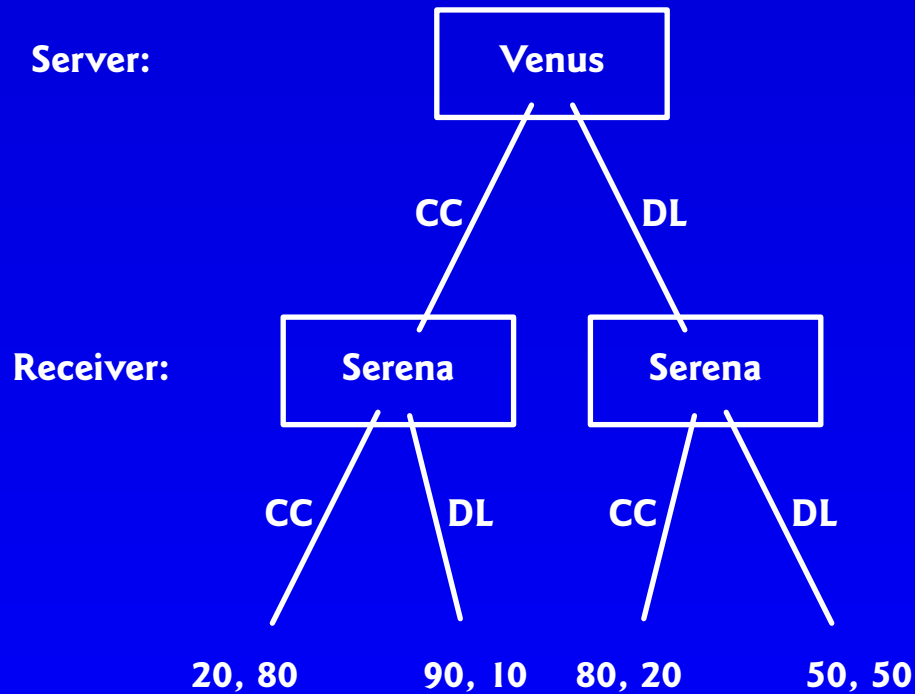 Server: Venus
CC DL
Receiver: Serena Serena
CC DL CC DL
20, 80 90, 10 80, 20 50, 50